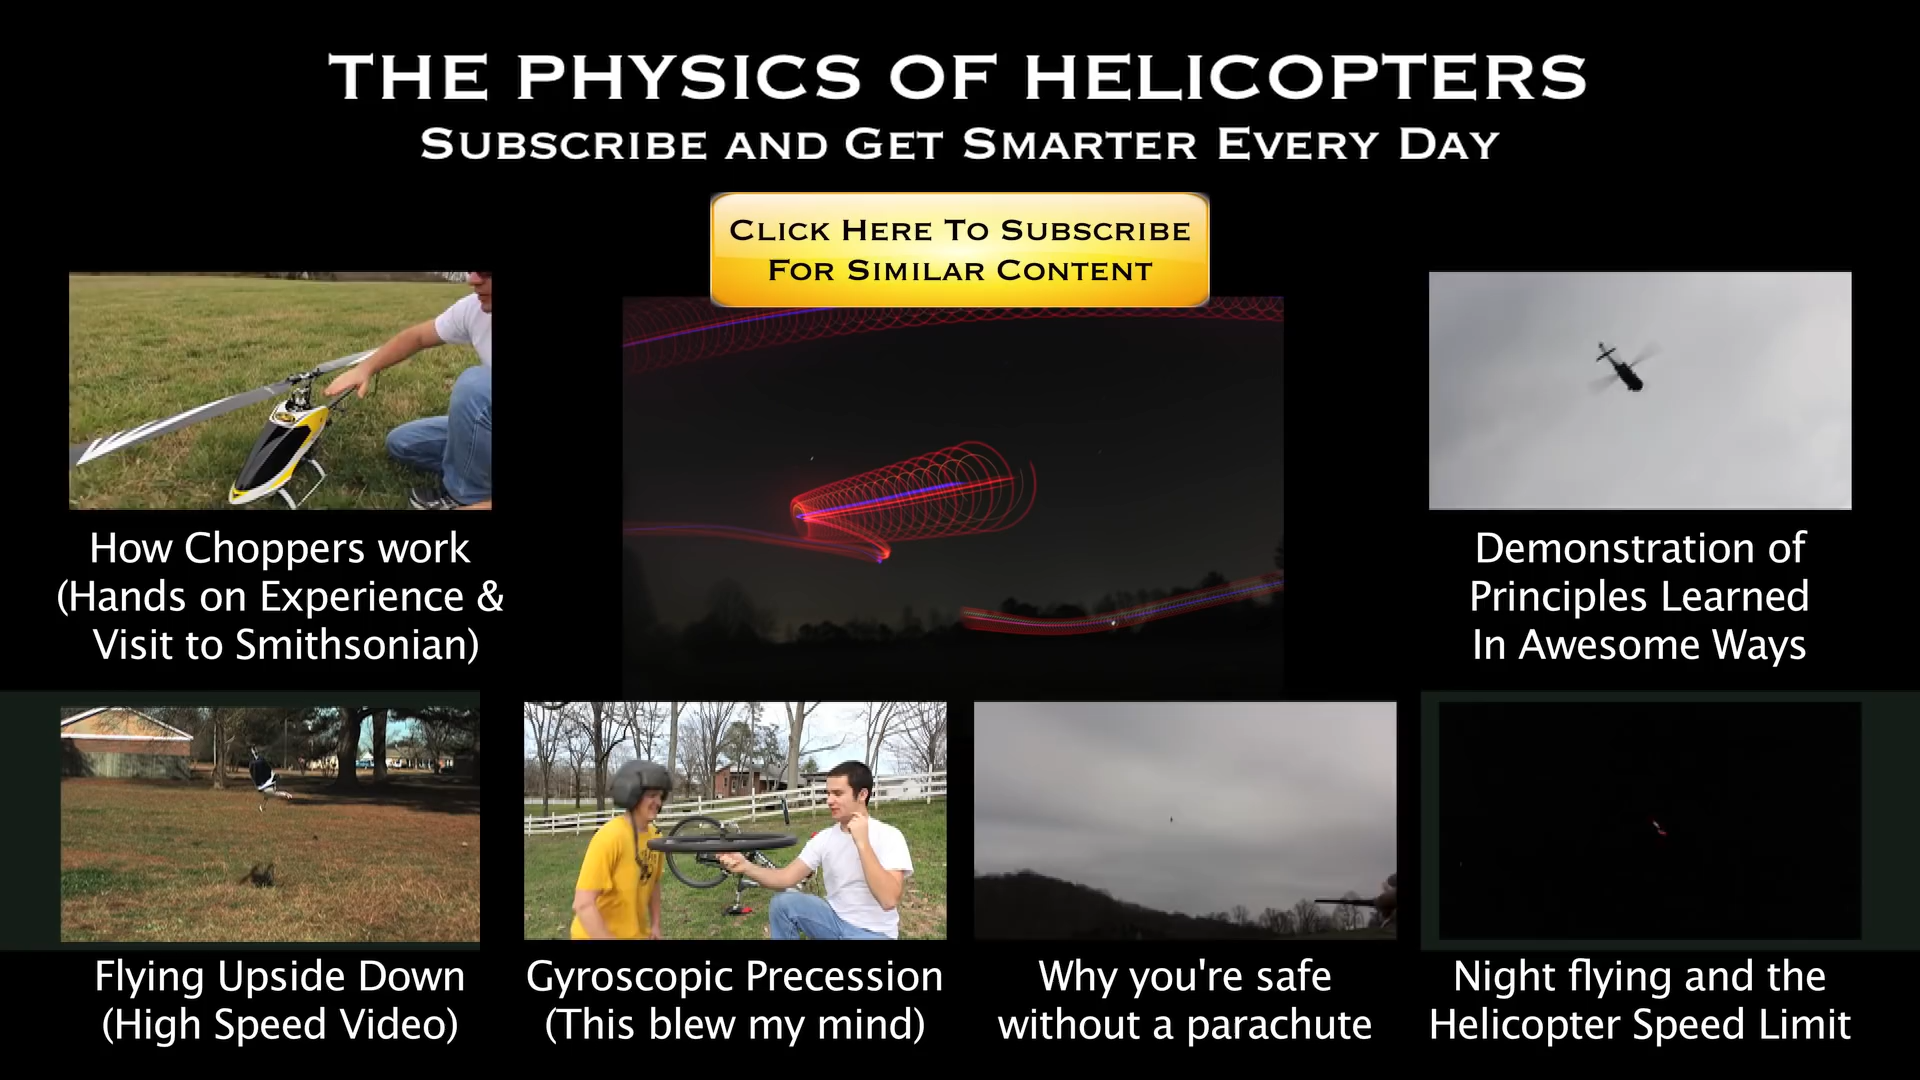 THE PHYSICS OF HELICOPTERS
SUBSCRIBE AND GET SMARTER EVERY DAY
CLICK HERE TO SUBSCRIBE
FOR SIMILAR CONTENT
How Choppers work
(Hands on Experience &
Visit to Smithsonian)
Demonstration of
Principles Learned
In Awesome Ways
Flying Upside Down
(High Speed Video)
Gyroscopic Precession
(This blew my mind)
Why you're safe
without a parachute
Night flying and the
Helicopter Speed Limit